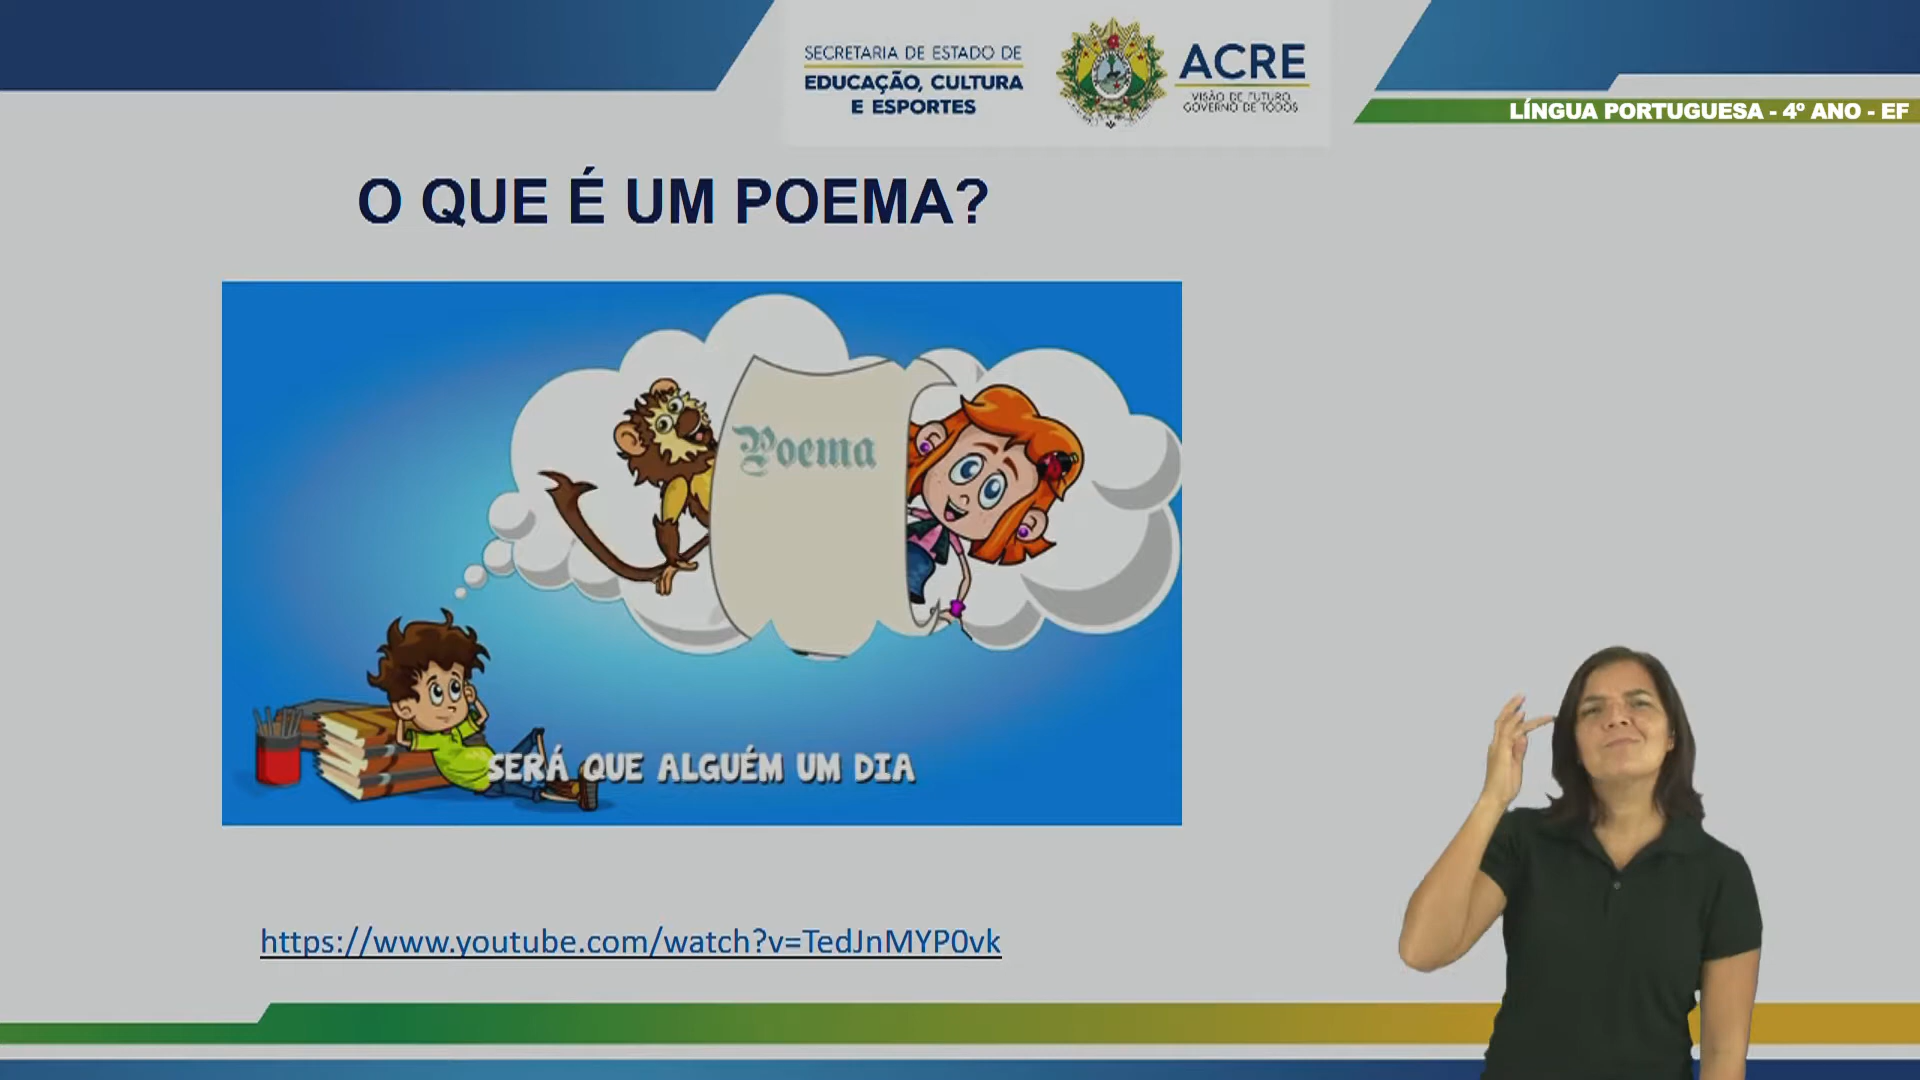 SECRETARIA DE ESTADO DE
EDUCAÇÃO, CULTURA
E ESPORTES
ACRE
VISÃO DE FUTURO,
GOVERNO DE TODOS
LÍNGUA PORTUGUESA - 4º ANO - EF
O QUE É UM POEMA?
Poema
SERÁ QUE ALGUÉM UM DIA
https://www.youtube.com/watch?v=TedJnMYP0vk